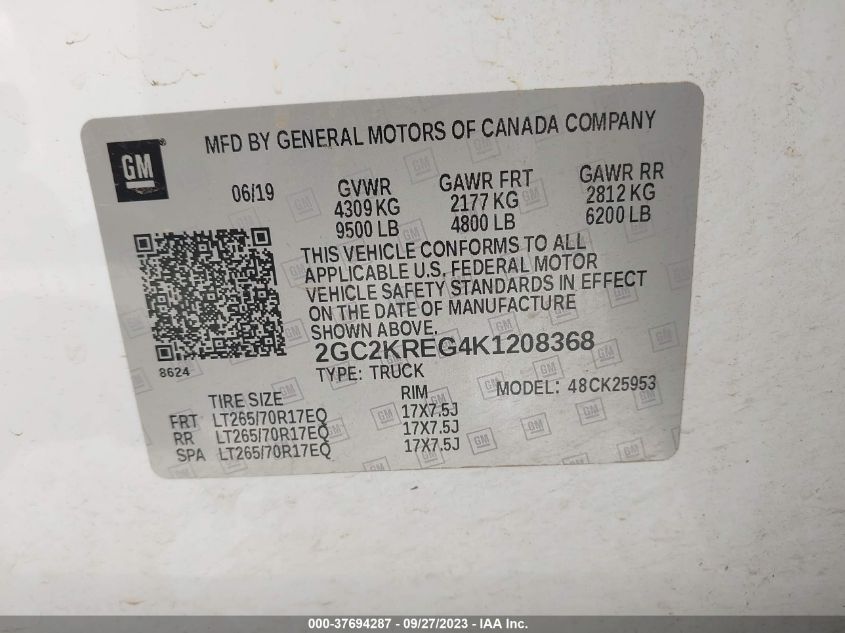 GM
MFD BY GENERAL MOTORS OF CANADA COMPANY
06/19 GVWR GAWR FRT GAWR RR
4309 KG 2177 KG 2812 KG
9500 LB 4800 LB 6200 LB
THIS VEHICLE CONFORMS TO ALL
APPLICABLE U.S. FEDERAL MOTOR
VEHICLE SAFETY STANDARDS IN EFFECT
ON THE DATE OF MANUFACTURE
SHOWN ABOVE.
2GC2KREG4K1208368
8624
TYPE: TRUCK
MODEL: 48CK25953
TIRE SIZE RIM
FRT LT265/70R17EQ 17X7.5J
RR LT265/70R17EQ 17X7.5J
SPA LT265/70R17EQ 17X7.5J
000-37694287 - 09/27/2023 - IAA Inc.